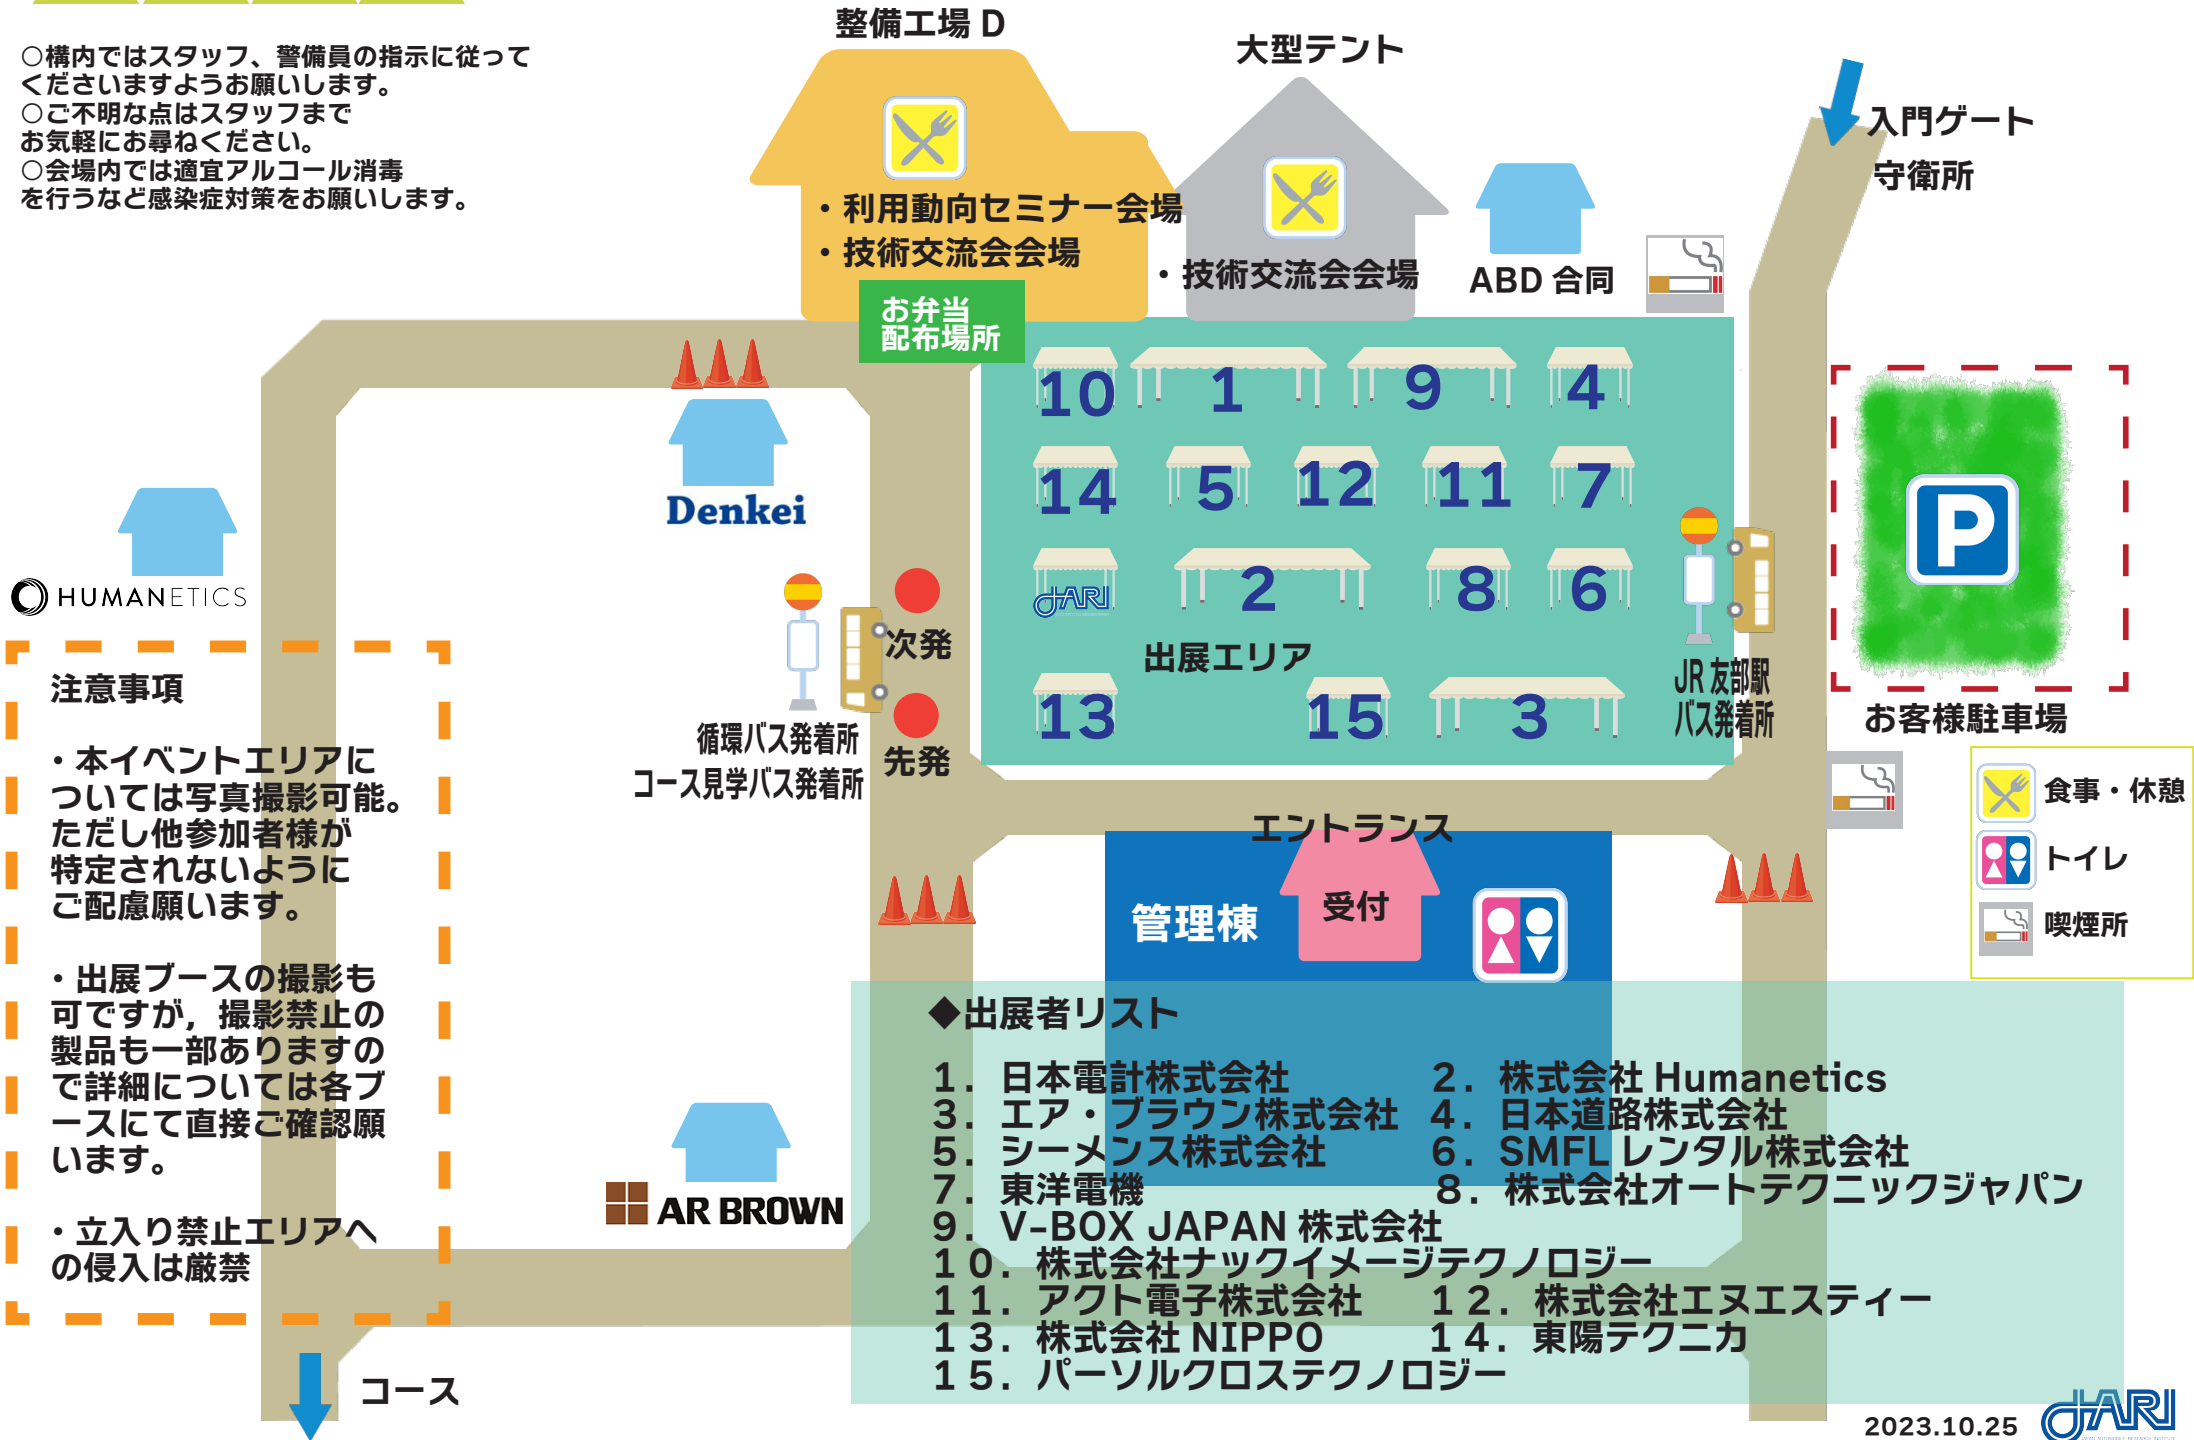 整備工場 D
大型テント
○構内ではスタッフ、警備員の指示に従って
くださいますようお願いします。
○ご不明な点はスタッフまで
お気軽にお尋ねください。
○会場内では適宜アルコール消毒
を行うなど感染症対策をお願いします。
入門ゲート
守衛所
・利用動向セミナー会場
・技術交流会会場
・技術交流会会場
ABD 合同
お弁当
配布場所
10 1 9 4
14 5 12 11 7
JARI 2 8 6
出展エリア
13 15 3
Denkei
HUMANETICS
次発
先発
循環バス発着所
コース見学バス発着所
JR 友部駅
バス発着所
P
お客様駐車場
食事・休憩
トイレ
喫煙所
エントランス
受付
管理棟
注意事項
・本イベントエリアに
ついては写真撮影可能。
ただし他参加者様が
特定されないように
ご配慮願います。
・出展ブースの撮影も
可ですが，撮影禁止の
製品も一部ありますの
で詳細については各ブ
ースにて直接ご確認願
います。
・立入り禁止エリアへ
の侵入は厳禁
AR BROWN
コース
◆出展者リスト
１．日本電計株式会社 ２．株式会社 Humanetics
３．エア・ブラウン株式会社 ４．日本道路株式会社
５．シーメンス株式会社 ６．SMFL レンタル株式会社
７．東洋電機 ８．株式会社オートテクニックジャパン
９．V-BOX JAPAN 株式会社
１０．株式会社ナックイメージテクノロジー
１１．アクト電子株式会社 １２．株式会社エヌエスティー
１３．株式会社 NIPPO １４．東陽テクニカ
１５．パーソルクロステクノロジー
2023.10.25
JARI